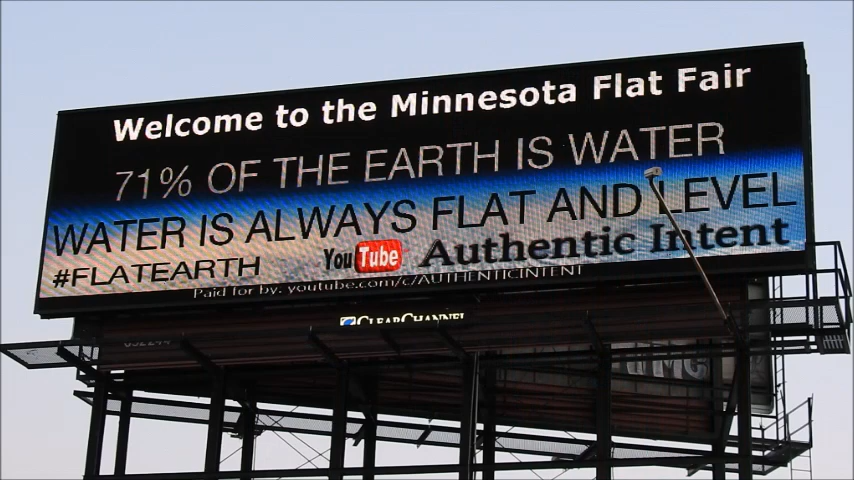 Welcome to the Minnesota Flat Fair
71% OF THE EARTH IS WATER
WATER IS ALWAYS FLAT AND LEVEL
#FLATEARTH YouTube Authentic Intent
Paid for by: youtube.com/c/AUTHENTICINTENT
CLEARCHANNEL